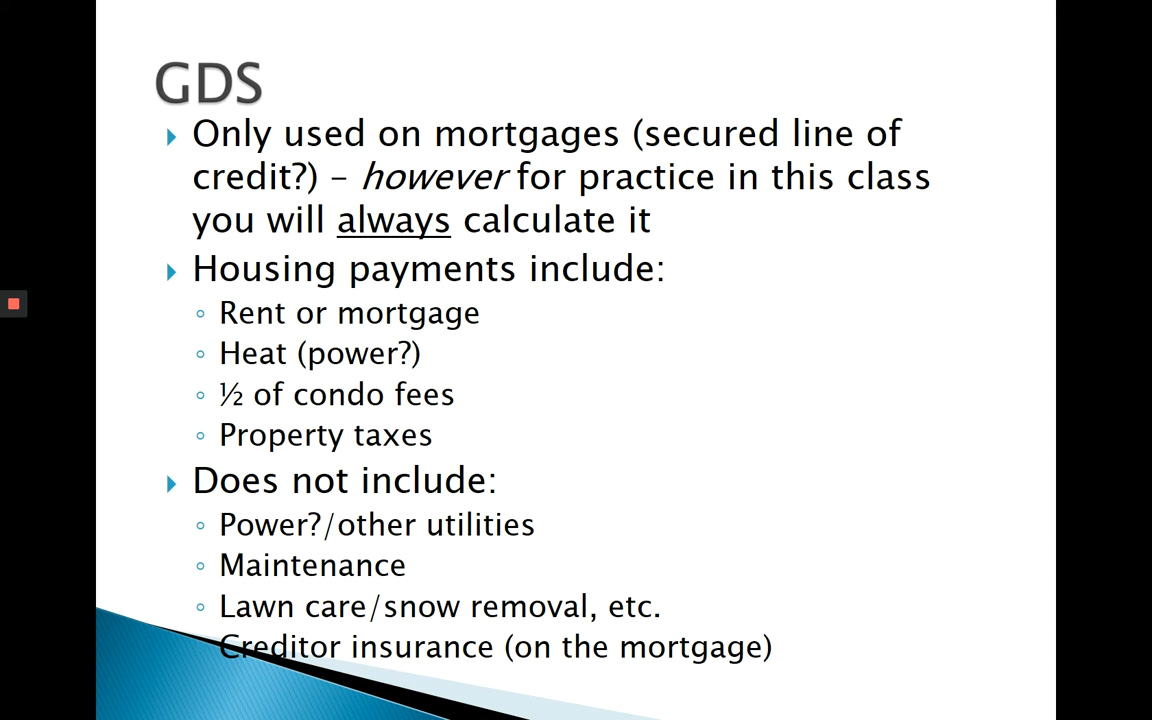 GDS
Only used on mortgages (secured line of
credit?) – however for practice in this class
you will always calculate it
Housing payments include:
Rent or mortgage
Heat (power?)
½ of condo fees
Property taxes
Does not include:
Power?/other utilities
Maintenance
Lawn care/snow removal, etc.
Creditor insurance (on the mortgage)